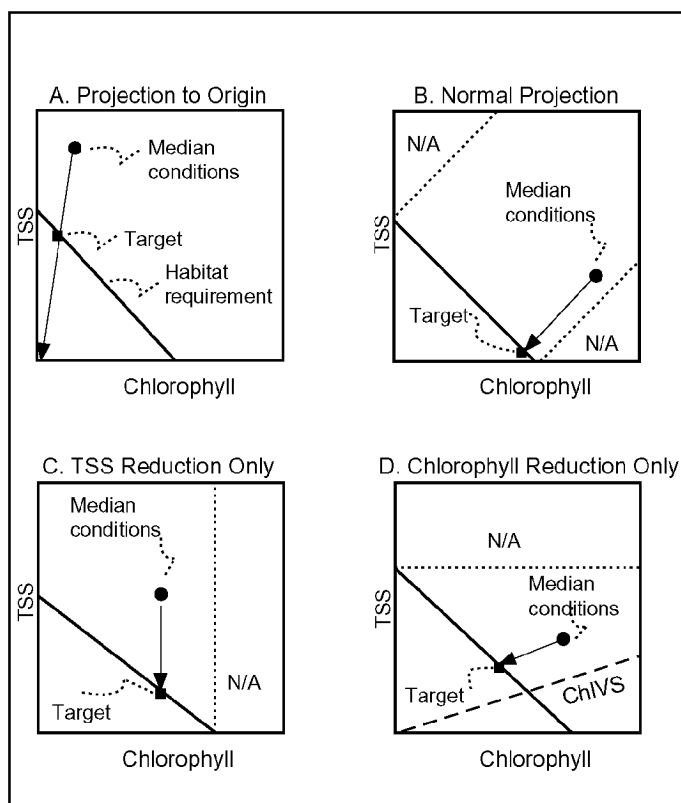 A. Projection to Origin
Median
conditions
Target
Habitat
requirement
TSS
Chlorophyll
B. Normal Projection
N/A
Median
conditions
TSS
Target
N/A
Chlorophyll
C. TSS Reduction Only
Median
conditions
TSS
N/A
Target
Chlorophyll
D. Chlorophyll Reduction Only
N/A
Median
conditions
TSS
Target
ChlVS
Chlorophyll